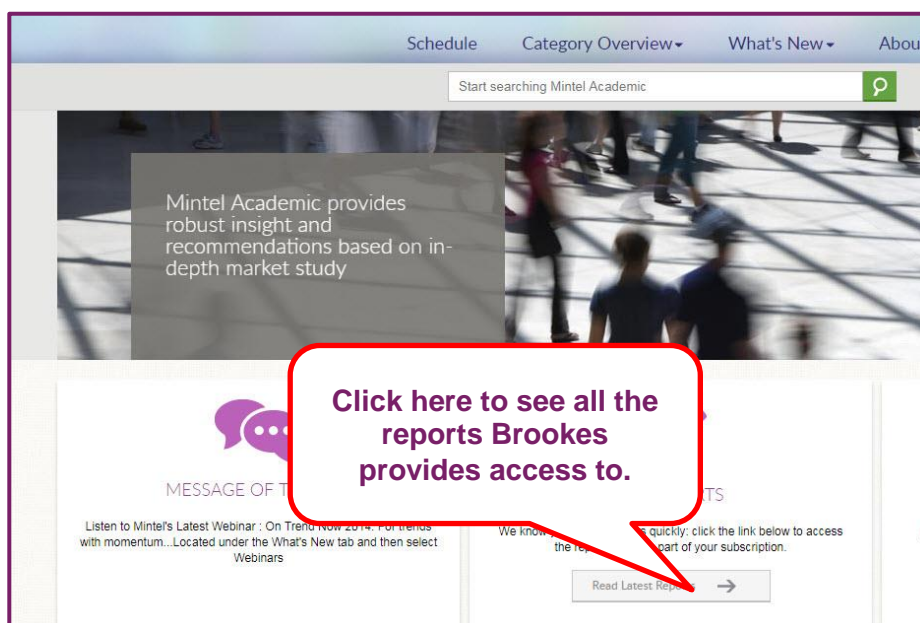 Schedule Category Overview What's New Abou
Start searching Mintel Academic
Mintel Academic provides
robust insight and
recommendations based on in-
depth market study
Click here to see all the
reports Brookes
provides access to.
MESSAGE OF T
TS
Listen to Mintel's Latest Webinar : On Trend Now 2014. For trends
with momentum...Located under the What's New tab and then select
Webinars
We know quickly: click the link below to access
the part of your subscription.
Read Latest Reports